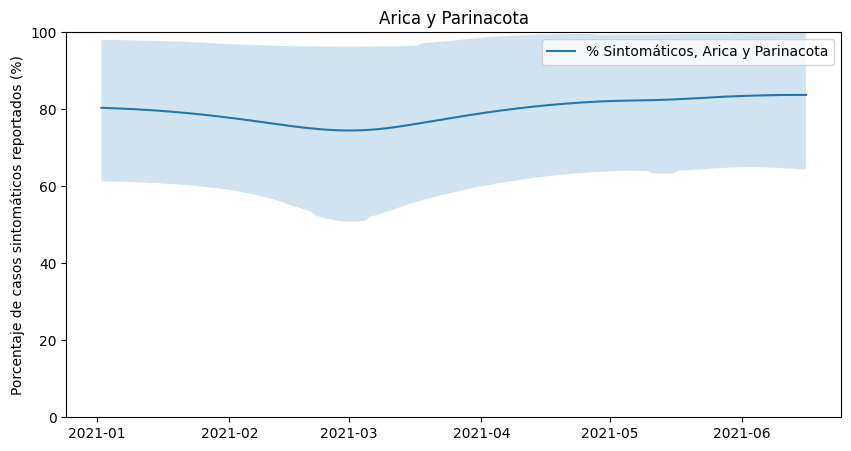 Arica y Parinacota
% Sintomáticos, Arica y Parinacota
Porcentaje de casos sintomáticos reportados (%)
100
80
60
40
20
0
2021-01 2021-02 2021-03 2021-04 2021-05 2021-06